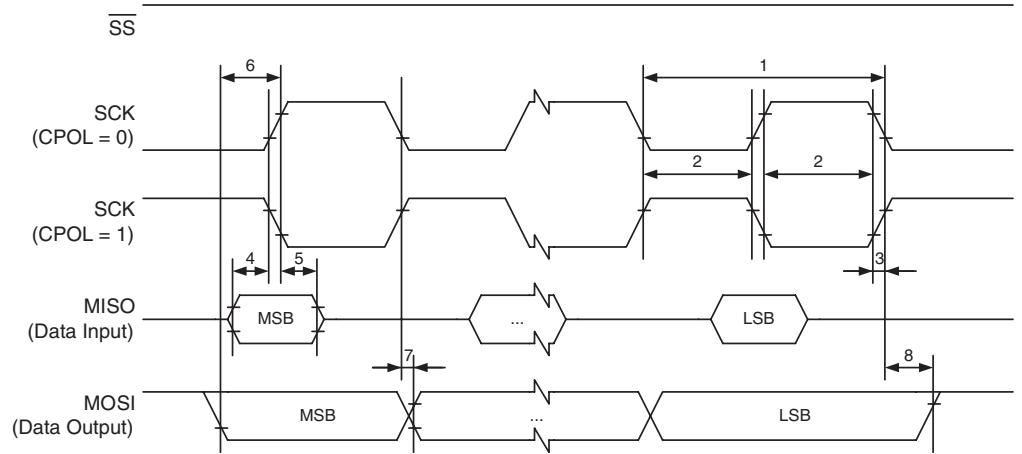 SS
6
1
SCK
(CPOL = 0)
2
2
SCK
(CPOL = 1)
4
5
3
MISO
(Data Input)
MSB
...
LSB
7
8
MOSI
(Data Output)
MSB
...
LSB